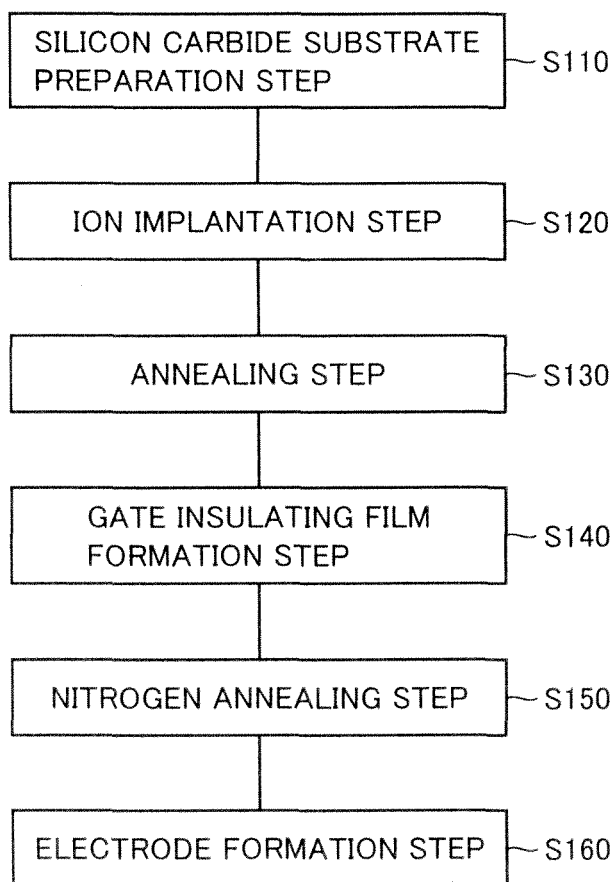 SILICON CARBIDE SUBSTRATE
PREPARATION STEP
S110
ION IMPLANTATION STEP
S120
ANNEALING STEP
S130
GATE INSULATING FILM
FORMATION STEP
S140
NITROGEN ANNEALING STEP
S150
ELECTRODE FORMATION STEP
S160